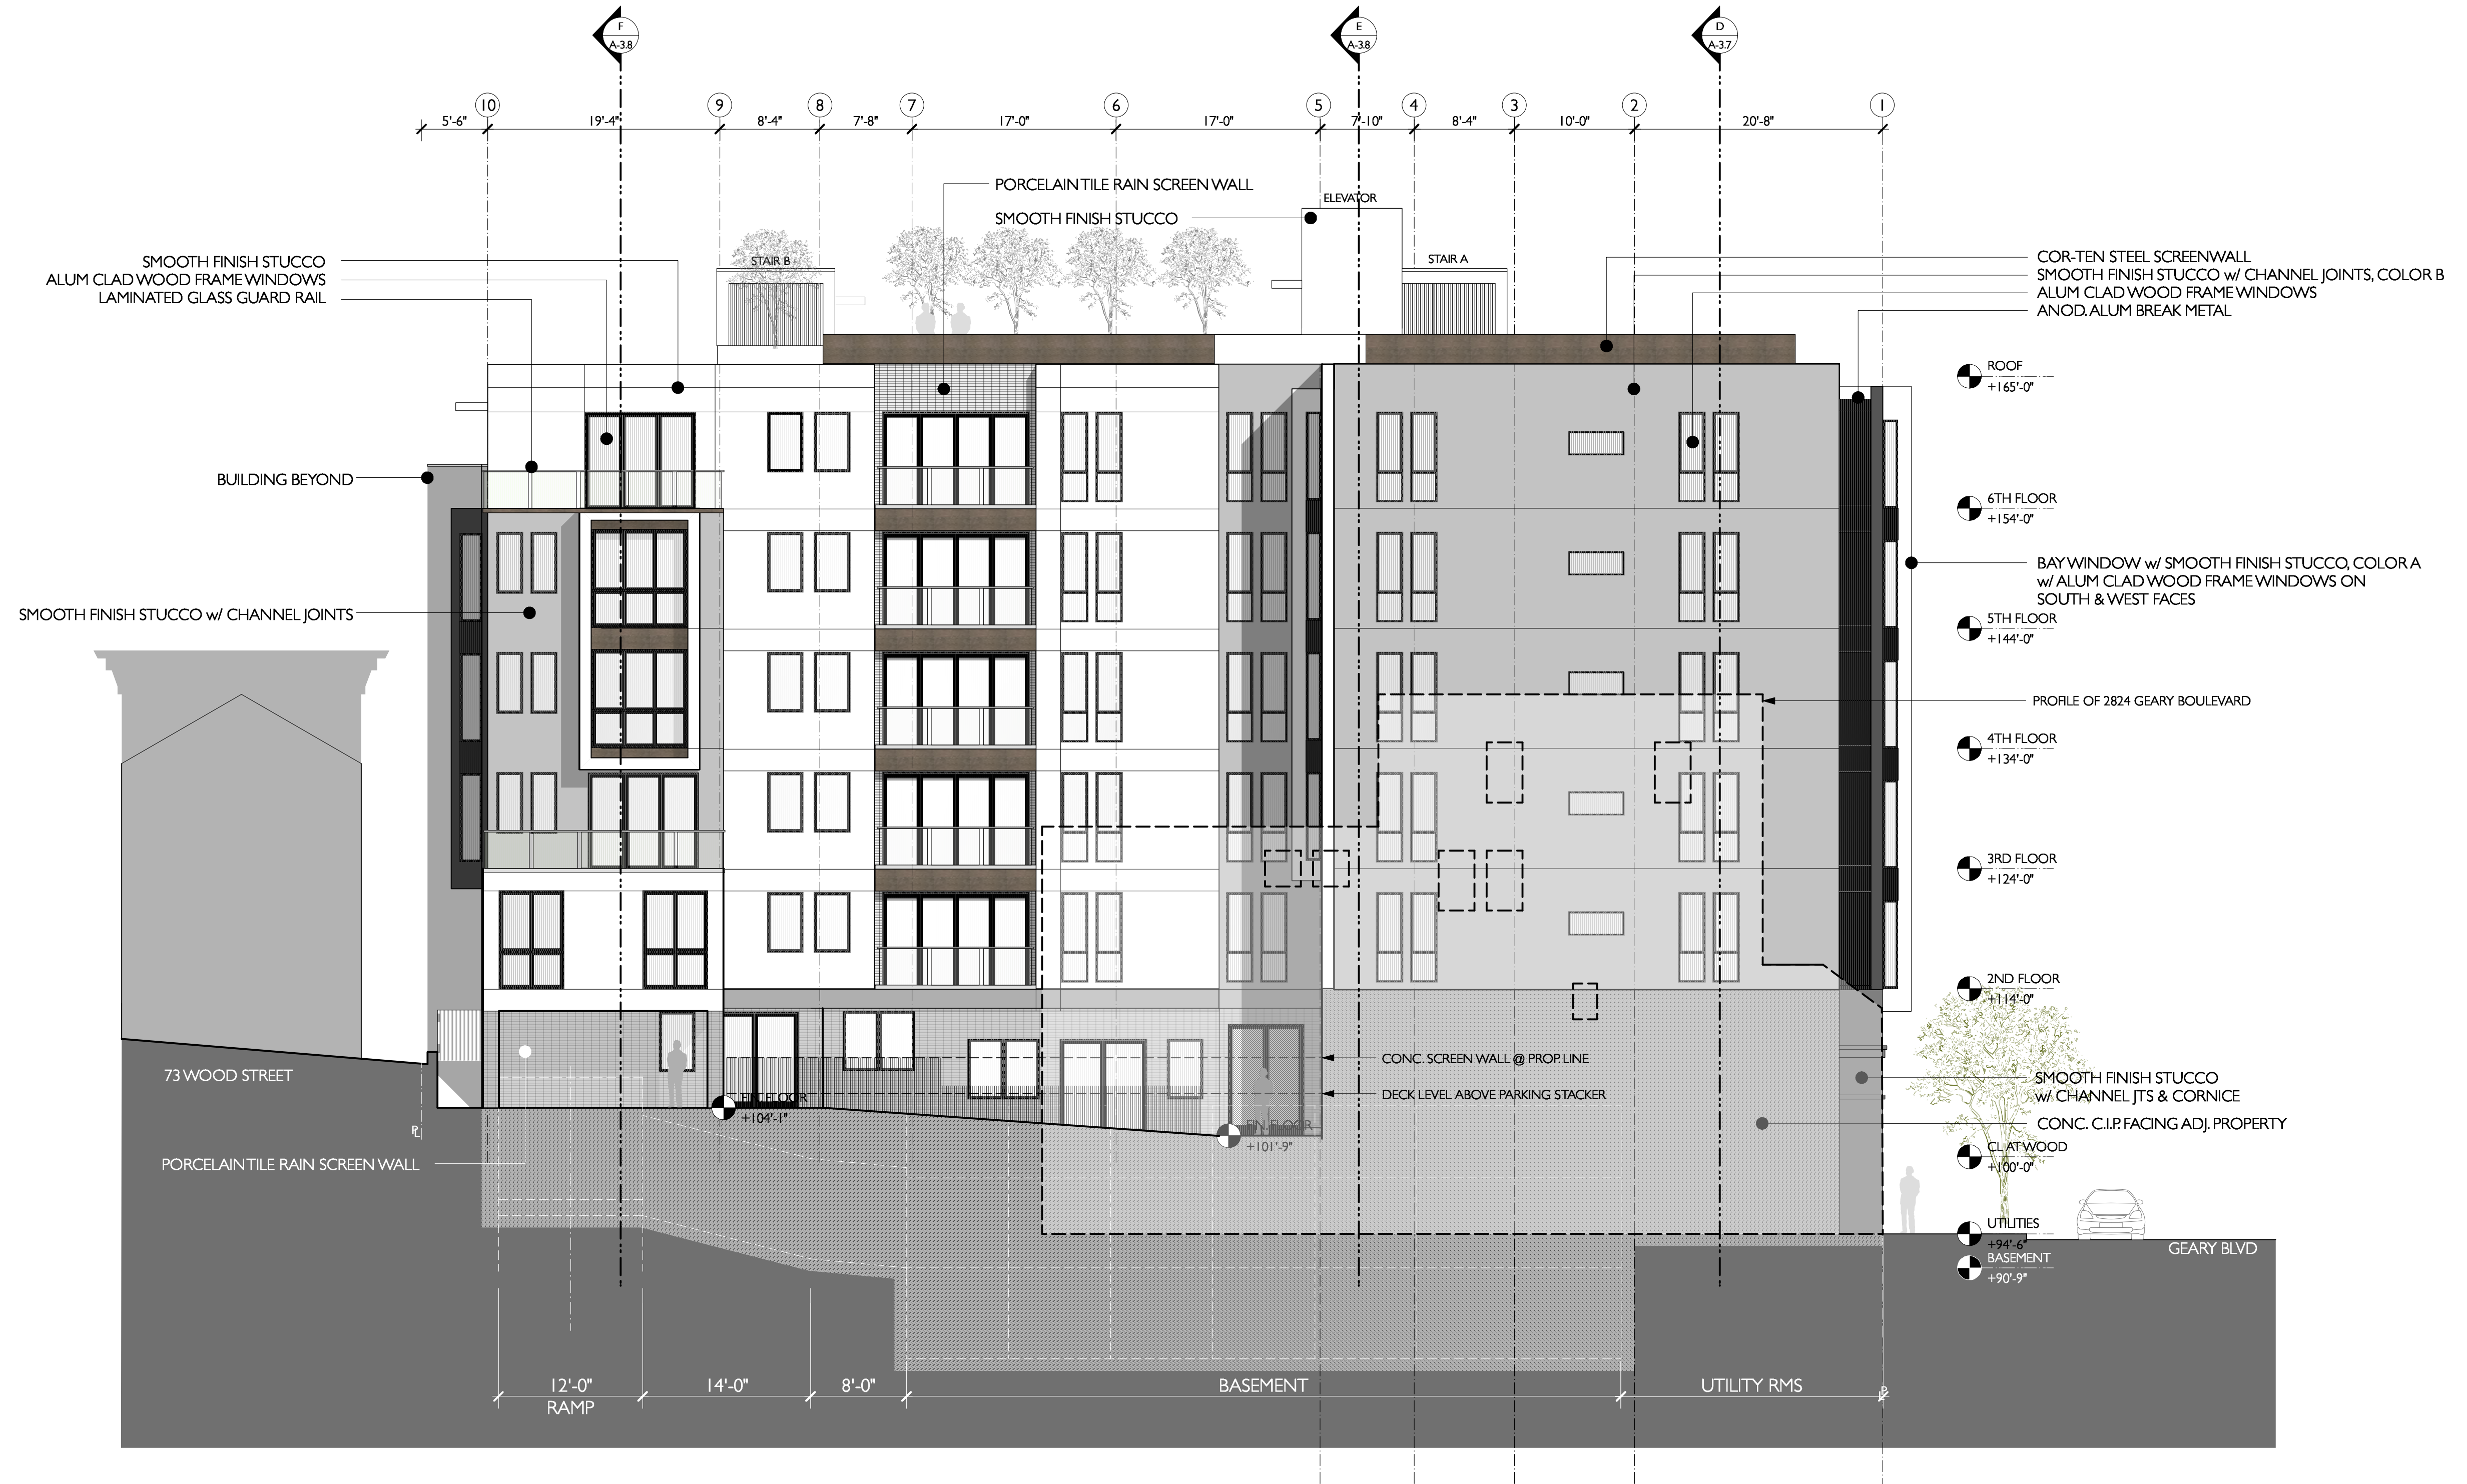 F
A-3.8
E
A-3.8
D
A-3.7
10
9
8
7
6
5
4
3
2
1
5'-6"
19'-4"
8'-4"
7'-8"
17'-0"
17'-0"
7'-10"
8'-4"
10'-0"
20'-8"
PORCELAIN TILE RAIN SCREEN WALL
ELEVATOR
SMOOTH FINISH STUCCO
SMOOTH FINISH STUCCO
ALUM CLAD WOOD FRAME WINDOWS
LAMINATED GLASS GUARD RAIL
STAIR B
STAIR A
COR-TEN STEEL SCREENWALL
SMOOTH FINISH STUCCO w/ CHANNEL JOINTS, COLOR B
ALUM CLAD WOOD FRAME WINDOWS
ANOD. ALUM BREAK METAL
ROOF
+165'-0"
BUILDING BEYOND
6TH FLOOR
+154'-0"
BAY WINDOW w/ SMOOTH FINISH STUCCO, COLOR A
w/ ALUM CLAD WOOD FRAME WINDOWS ON
SOUTH & WEST FACES
SMOOTH FINISH STUCCO w/ CHANNEL JOINTS
5TH FLOOR
+144'-0"
PROFILE OF 2824 GEARY BOULEVARD
4TH FLOOR
+134'-0"
3RD FLOOR
+124'-0"
2ND FLOOR
+114'-0"
CONC. SCREEN WALL @ PROP. LINE
73 WOOD STREET
SMOOTH FINISH STUCCO
w/ CHANNEL JTS & CORNICE
DECK LEVEL ABOVE PARKING STACKER
FIN. FLOOR
+104'-1"
CONC. C.I.P. FACING ADJ. PROPERTY
FIN. FLOOR
+101'-9"
PL
CL AT WOOD
+100'-0"
PORCELAIN TILE RAIN SCREEN WALL
UTILITIES
+94'-6"
GEARY BLVD
BASEMENT
+90'-9"
12'-0"
14'-0"
8'-0"
BASEMENT
UTILITY RMS
PL
RAMP